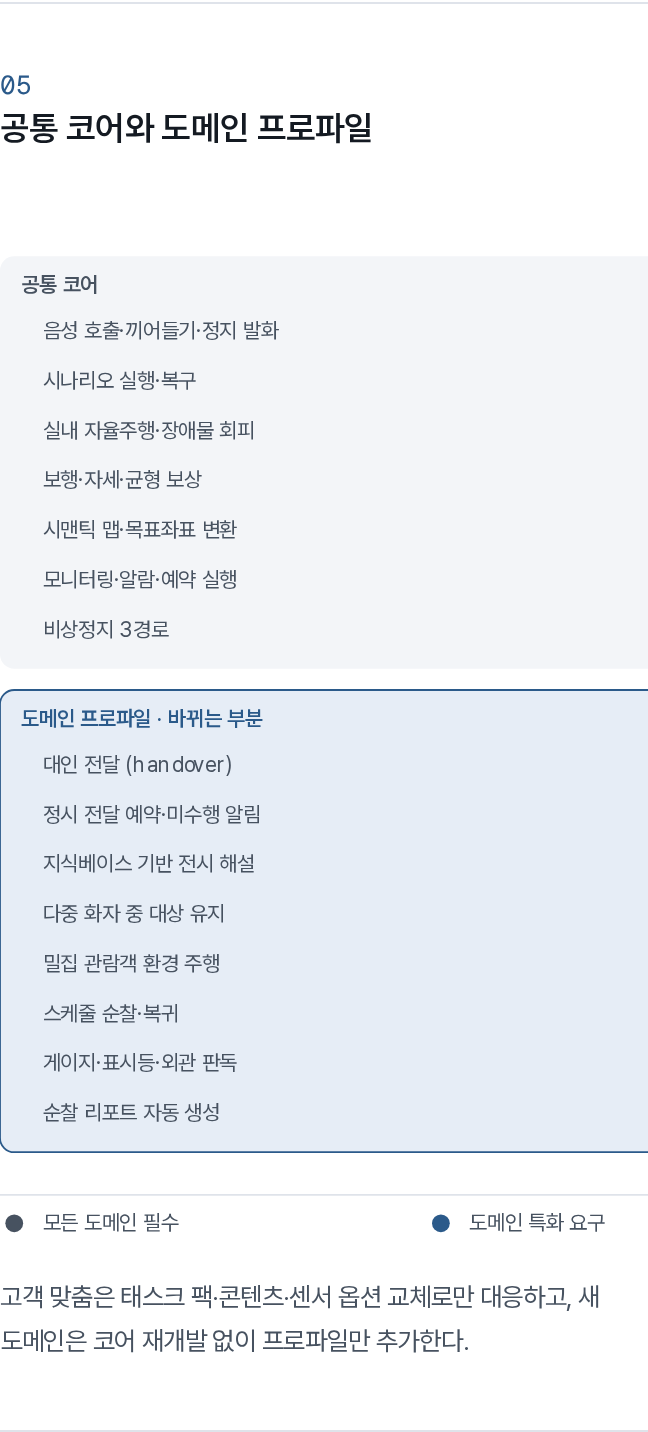 05
공통 코어와 도메인 프로파일
공통 코어
음성 호출·끼어들기·정지 발화
시나리오 실행·복구
실내 자율주행·장애물 회피
보행·자세·균형 보상
시맨틱 맵·목표좌표 변환
모니터링·알람·예약 실행
비상정지 3경로
도메인 프로파일 · 바뀌는 부분
대인 전달 (handover)
정시 전달 예약·미수행 알림
지식베이스 기반 전시 해설
다중 화자 중 대상 유지
밀집 관람객 환경 주행
스케줄 순찰·복귀
게이지·표시등·외관 판독
순찰 리포트 자동 생성
모든 도메인 필수
도메인 특화 요구
고객 맞춤은 태스크 팩·콘텐츠·센서 옵션 교체로만 대응하고, 새
도메인은 코어 재개발 없이 프로파일만 추가한다.